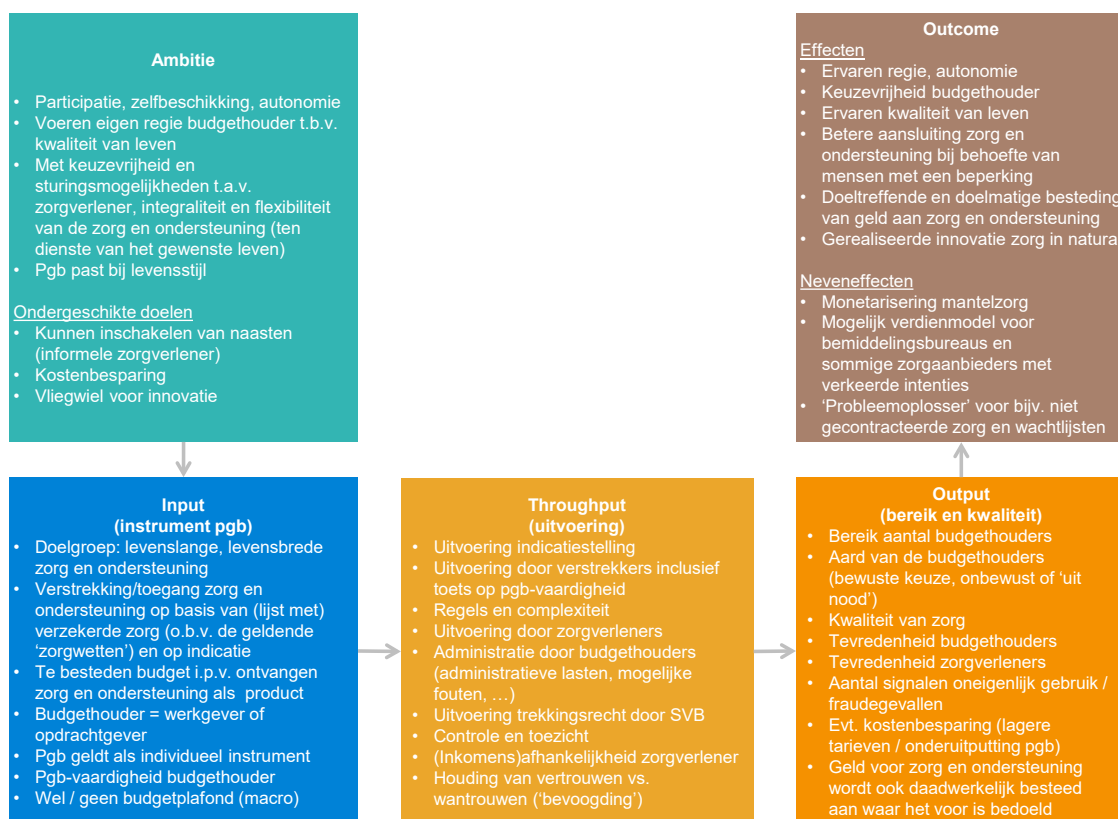 Ambitie
• Participatie, zelfbeschikking, autonomie
• Voeren eigen regie budgethouder t.b.v.
kwaliteit van leven
• Met keuzevrijheid en
sturingsmogelijkheden t.a.v.
zorgverlener, integraliteit en flexibiliteit
van de zorg en ondersteuning (ten
dienste van het gewenste leven)
• Pgb past bij levensstijl
Ondergeschikte doelen
• Kunnen inschakelen van naasten
(informele zorgverlener)
• Kostenbesparing
• Vliegwiel voor innovatie
Input
(instrument pgb)
• Doelgroep: levenslange, levensbrede
zorg en ondersteuning
• Verstrekking/toegang zorg en
ondersteuning op basis van (lijst met)
verzekerde zorg (o.b.v. de geldende
‘zorgwetten’) en op indicatie
• Te besteden budget i.p.v. ontvangen
zorg en ondersteuning als product
• Budgethouder = werkgever of
opdrachtgever
• Pgb geldt als individueel instrument
• Pgb-vaardigheid budgethouder
• Wel / geen budgetplafond (macro)
Throughput
(uitvoering)
• Uitvoering indicatiestelling
• Uitvoering door verstrekkers inclusief
toets op pgb-vaardigheid
• Regels en complexiteit
• Uitvoering door zorgverleners
• Administratie door budgethouders
(administratieve lasten, mogelijke
fouten, …)
• Uitvoering trekkingsrecht door SVB
• Controle en toezicht
• (Inkomens)afhankelijkheid zorgverlener
• Houding van vertrouwen vs.
wantrouwen (‘bevoogding’)
Output
(bereik en kwaliteit)
• Bereik aantal budgethouders
• Aard van de budgethouders
(bewuste keuze, onbewust of ‘uit
nood’)
• Kwaliteit van zorg
• Tevredenheid budgethouders
• Tevredenheid zorgverleners
• Aantal signalen oneigenlijk gebruik /
fraudegevallen
• Evt. kostenbesparing (lagere
tarieven / onderuitputting pgb)
• Geld voor zorg en ondersteuning
wordt ook daadwerkelijk besteed
aan waar het voor is bedoeld
Outcome
Effecten
• Ervaren regie, autonomie
• Keuzevrijheid budgethouder
• Ervaren kwaliteit van leven
• Betere aansluiting zorg en
ondersteuning bij behoefte van
mensen met een beperking
• Doeltreffende en doelmatige besteding
van geld aan zorg en ondersteuning
• Gerealiseerde innovatie zorg in natura
Neveneffecten
• Monetarisering mantelzorg
• Mogelijk verdienmodel voor
bemiddelingsbureaus en
sommige zorgaanbieders met
verkeerde intenties
• ‘Probleemoplosser’ voor bijv. niet
gecontracteerde zorg en wachtlijsten